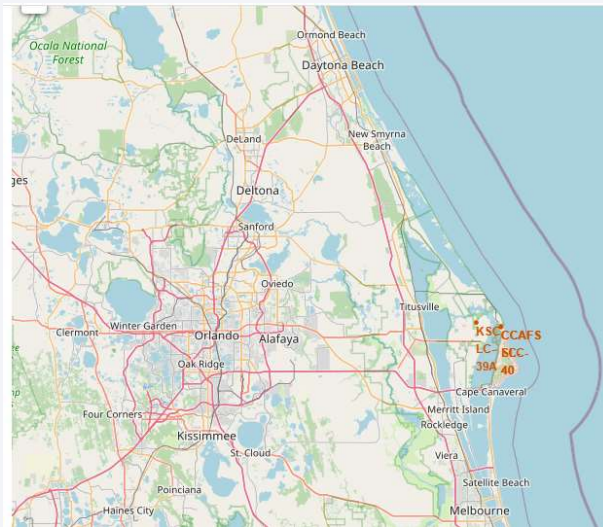 Ormond Beach
Ocala National
Forest
Daytona Beach
DeLand
New Smyrna
Beach
ges
Deltona
Sanford
Oviedo
Titusville
Clermont
Winter Garden
Orlando
Alafaya
KSC
LC-
39A
CCAFS
40
Oak Ridge
Cape Canaveral
Four Corners
Merritt Island
Rockledge
Kissimmee
St. Cloud
Viera
Poinciana
Satellite Beach
Haines City
Melbourne